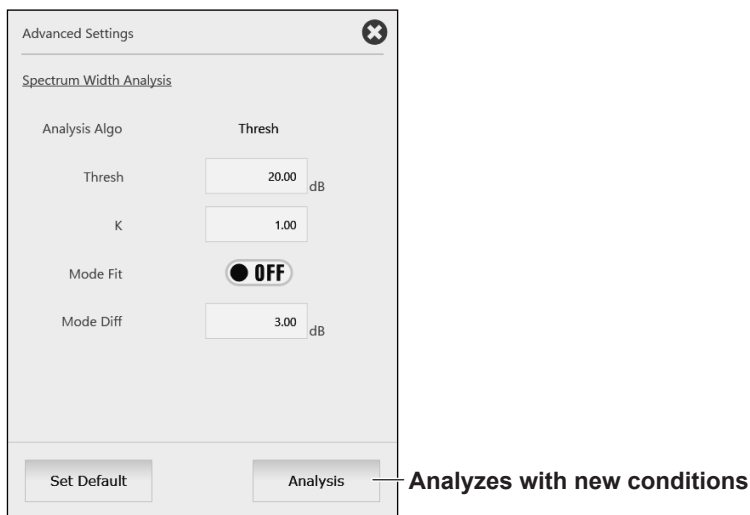 Advanced Settings
Spectrum Width Analysis
Analysis Algo Thresh
Thresh 20.00 dB
K 1.00
Mode Fit OFF
Mode Diff 3.00 dB
Set Default Analysis Analyzes with new conditions